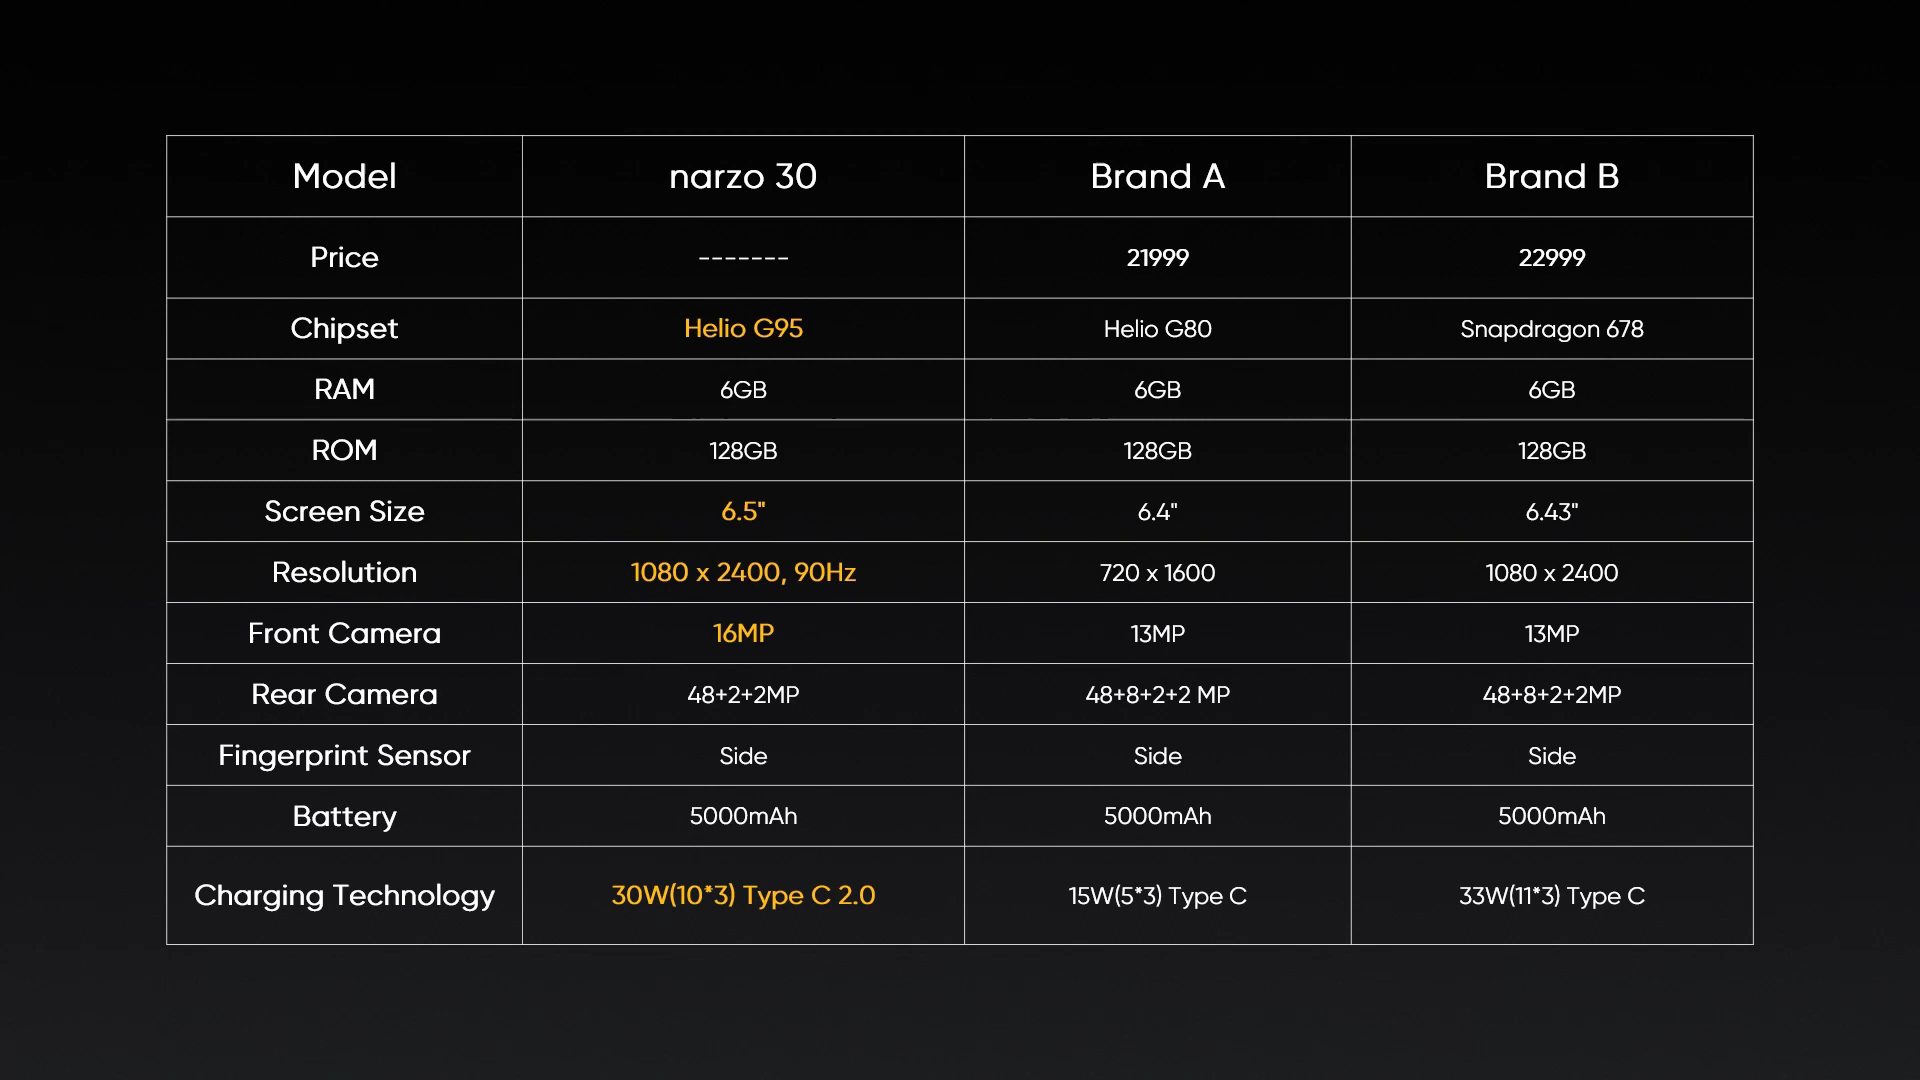 Model narzo 30 Brand A Brand B
Price ------- 21999 22999
Chipset Helio G95 Helio G80 Snapdragon 678
RAM 6GB 6GB 6GB
ROM 128GB 128GB 128GB
Screen Size 6.5" 6.4" 6.43"
Resolution 1080 x 2400, 90Hz 720 x 1600 1080 x 2400
Front Camera 16MP 13MP 13MP
Rear Camera 48+2+2MP 48+8+2+2 MP 48+8+2+2MP
Fingerprint Sensor Side Side Side
Battery 5000mAh 5000mAh 5000mAh
Charging Technology 30W(10*3) Type C 2.0 15W(5*3) Type C 33W(11*3) Type C